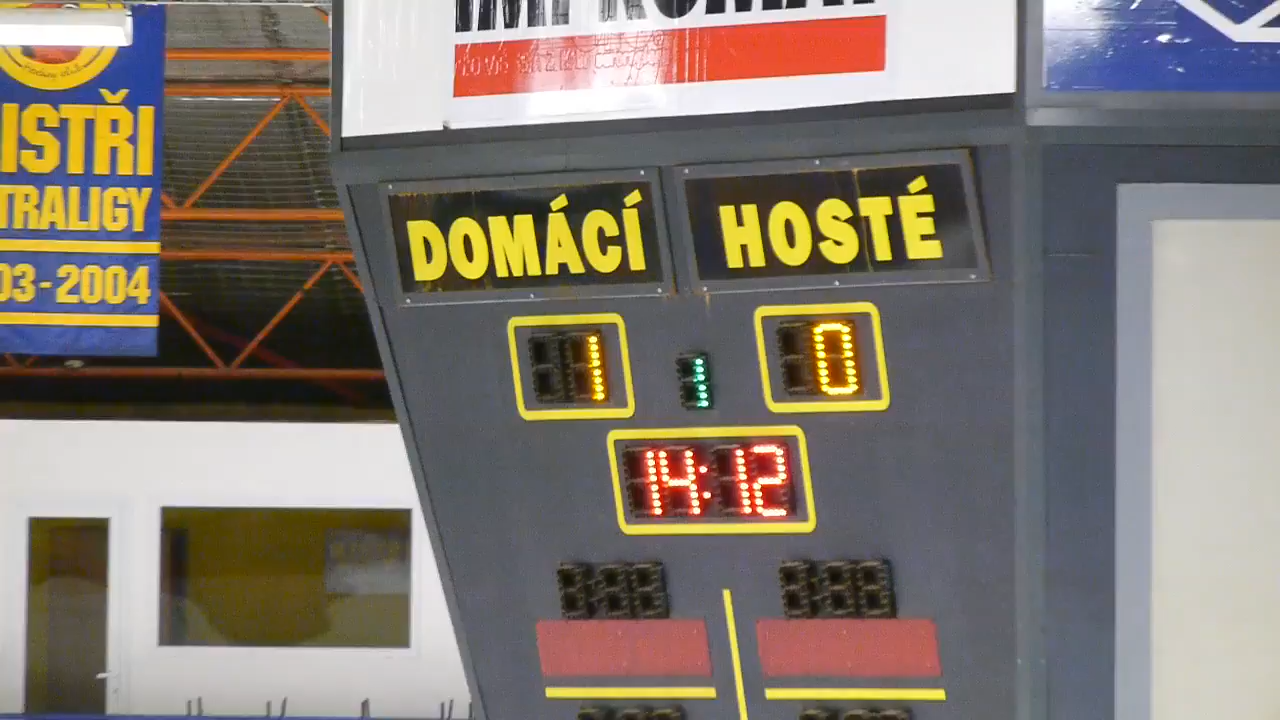 ISTŘI
TRALIGY
03-2004
DOMÁCÍ
HOSTÉ
1
1
0
14:12